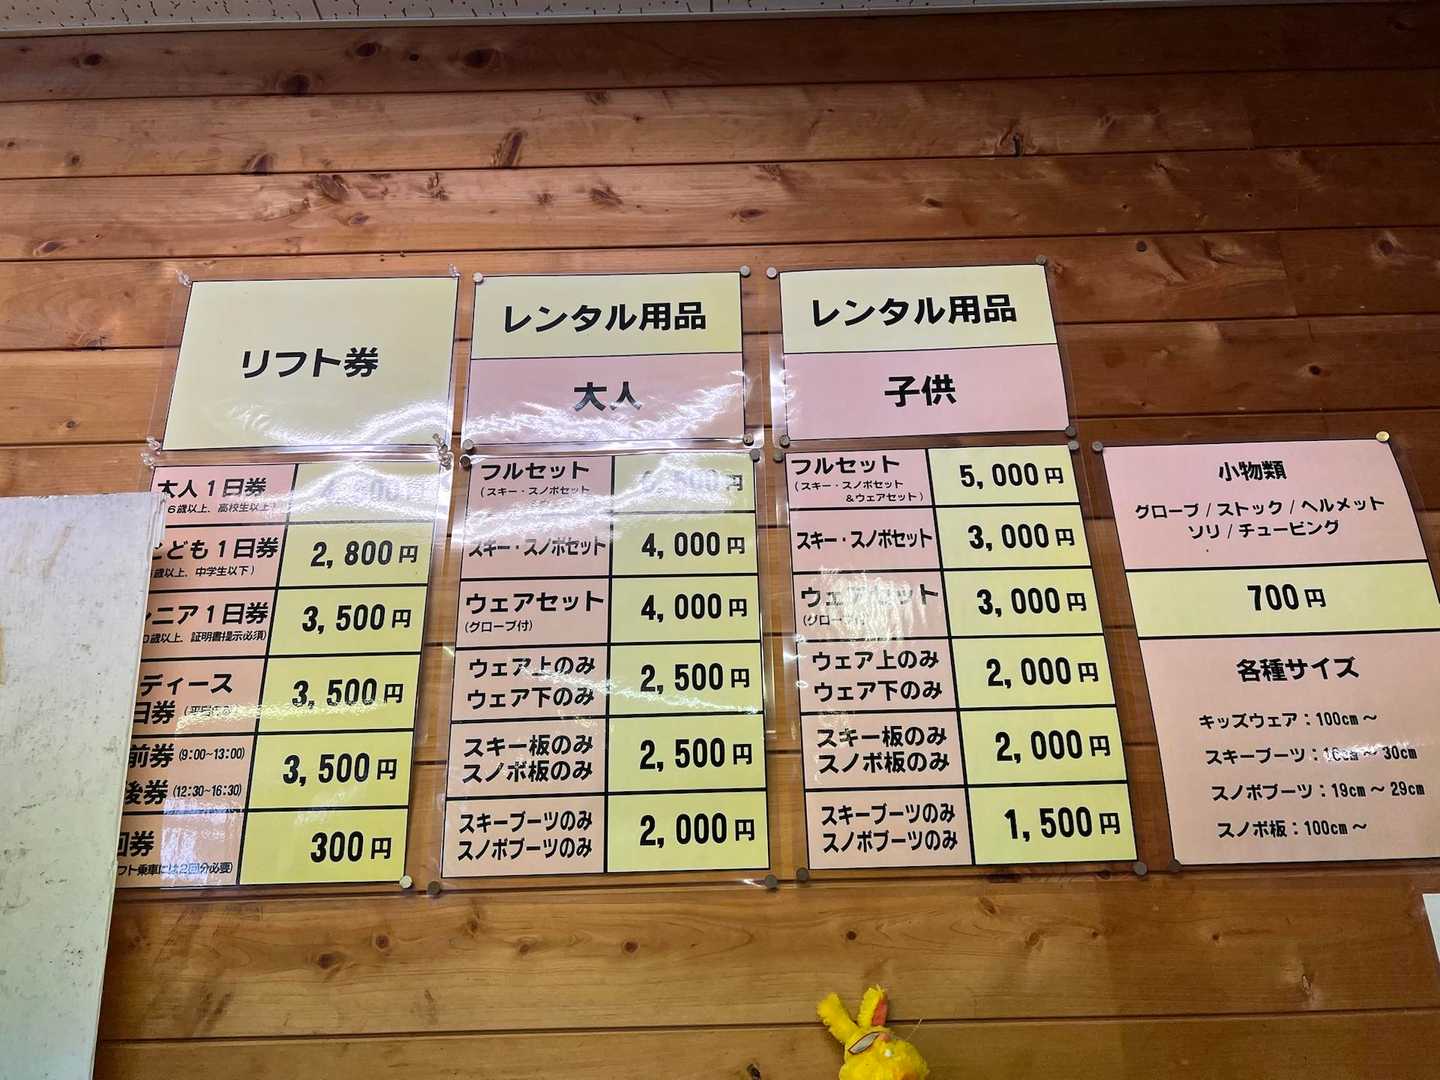 リフト券
大人1日券
6歳以上、高校生以上)
ども1日券 2,800円
歳以上、中学生以下)
ニア1日券 3,500円
0歳以上、証明書提示必須)
ディース
日券 3,500円
前券 (9:00~13:00)
後券 (12:30~16:30) 3,500円
回券 300円
フト乗車には2回分必要)
レンタル用品
大人
フルセット
(スキー・スノボセット
スキー・スノボセット 4,000円
ウェアセット 4,000円
(グローブ付)
ウェア上のみ
ウェア下のみ 2,500円
スキー板のみ
スノボ板のみ 2,500円
スキーブーツのみ
スノボブーツのみ 2,000円
レンタル用品
子供
フルセット 5,000円
(スキー・スノボセット
&ウェアセット)
スキー・スノボセット 3,000円
ウェアセット 3,000円
(グローブ付)
ウェア上のみ
ウェア下のみ 2,000円
スキー板のみ
スノボ板のみ 2,000円
スキーブーツのみ
スノボブーツのみ 1,500円
小物類
グローブ/ストック/ヘルメット
ソリ/チュービング
700円
各種サイズ
キッズウェア:100cm~
スキーブーツ: ~30cm
スノボブーツ:19cm~29cm
スノボ板:100cm~